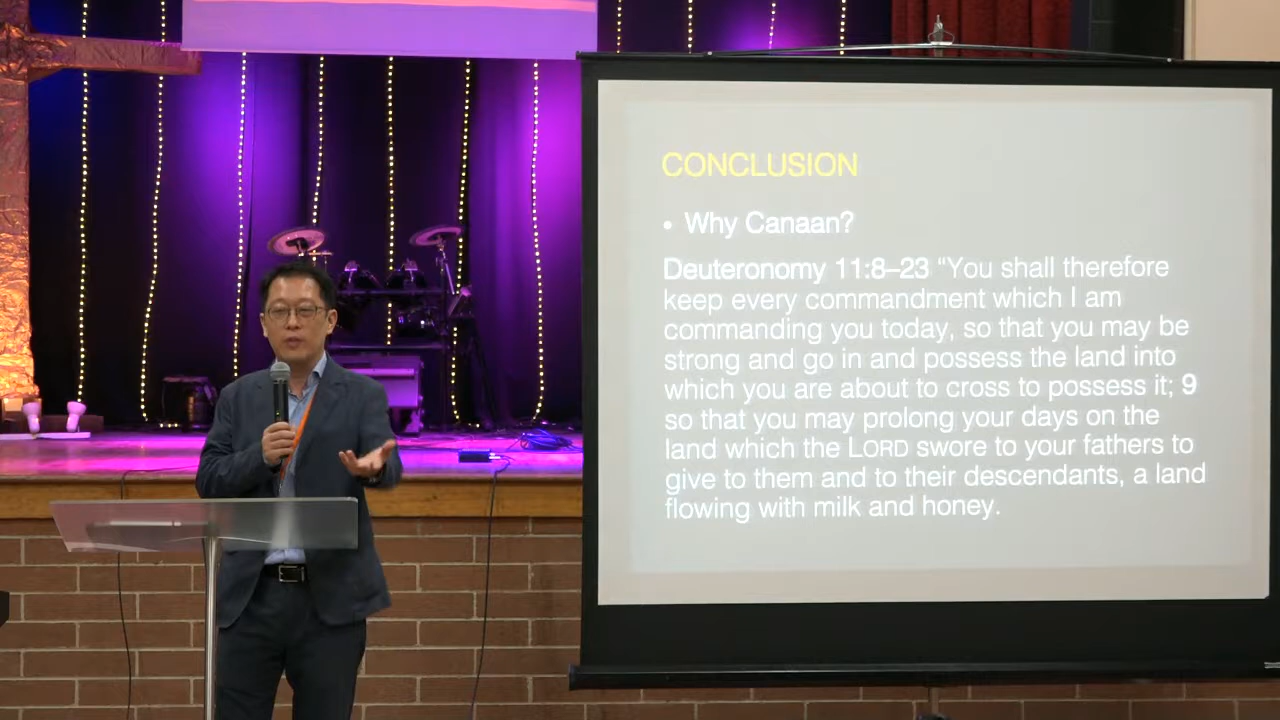 CONCLUSION
• Why Canaan?
Deuteronomy 11:8–23 “You shall therefore
keep every commandment which I am
commanding you today, so that you may be
strong and go in and possess the land into
which you are about to cross to possess it; 9
so that you may prolong your days on the
land which the LORD swore to your fathers to
give to them and to their descendants, a land
flowing with milk and honey.